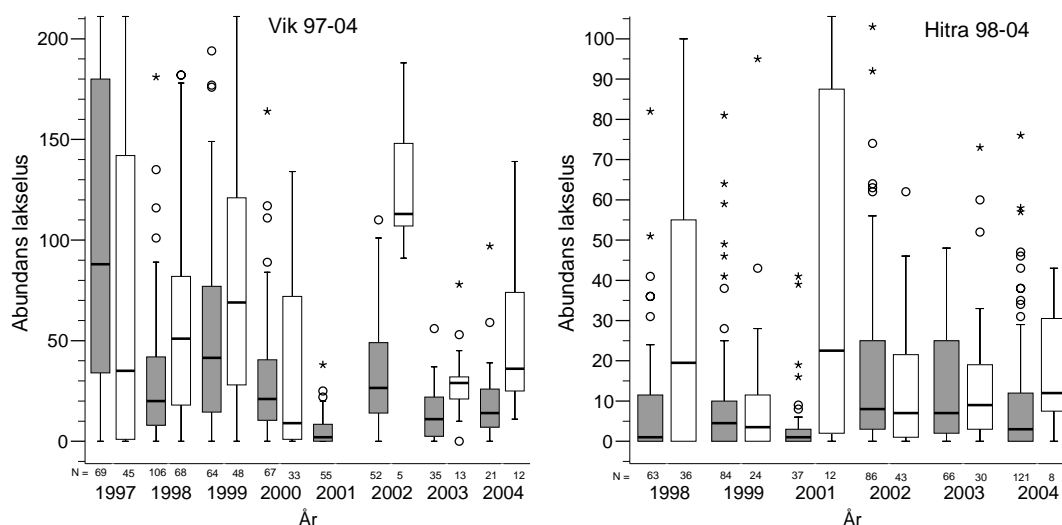 Vik 97-04
Abundans lakselus
200
150
100
50
0
N = 69 45 106 68 64 48 67 33 55 52 5 35 13 21 12
1997 1998 1999 2000 2001 2002 2003 2004
År
Hitra 98-04
Abundans lakselus
100
90
80
70
60
50
40
30
20
10
0
N = 63 36 84 24 37 12 86 43 66 30 121 8
1998 1999 2001 2002 2003 2004
År